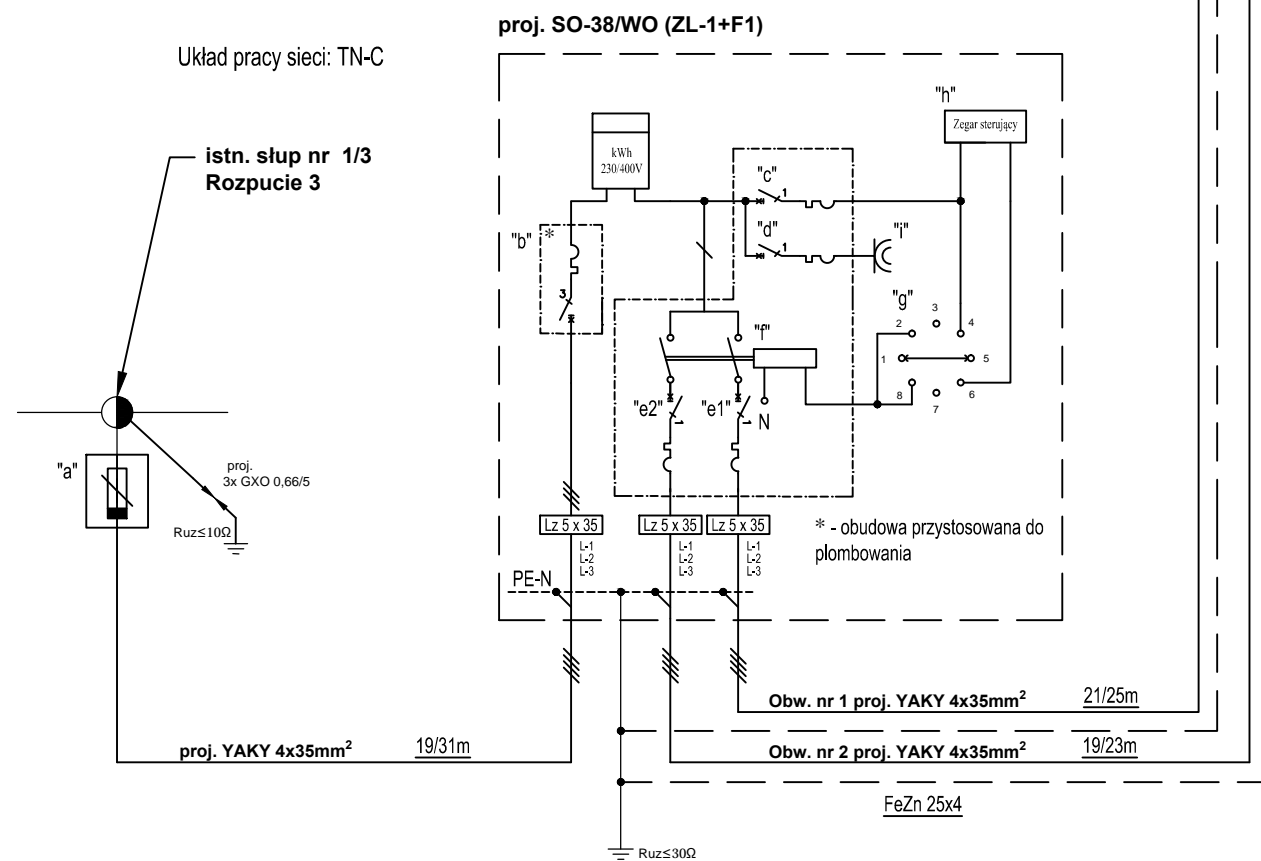 proj. SO-38/WO (ZL-1+F1)
Układ pracy sieci: TN-C
istn. słup nr 1/3
Rozpucie 3
kWh
230/400V
"h"
Zegar sterujący
"c"
1
"d"
1
"i"
"b"
*
3
"g"
1
2
3
4
5
6
7
8
"f"
"e2"
1
"e1"
1
N
"a"
proj.
3x GXO 0,66/5
Ruz≤10Ω
Lz 5 x 35
Lz 5 x 35
Lz 5 x 35
L-1
L-2
L-3
L-1
L-2
L-3
L-1
L-2
L-3
* - obudowa przystosowana do
plombowania
PE-N
Obw. nr 1 proj. YAKY 4x35mm² 21/25m
proj. YAKY 4x35mm² 19/31m
Obw. nr 2 proj. YAKY 4x35mm² 19/23m
FeZn 25x4
Ruz≤30Ω